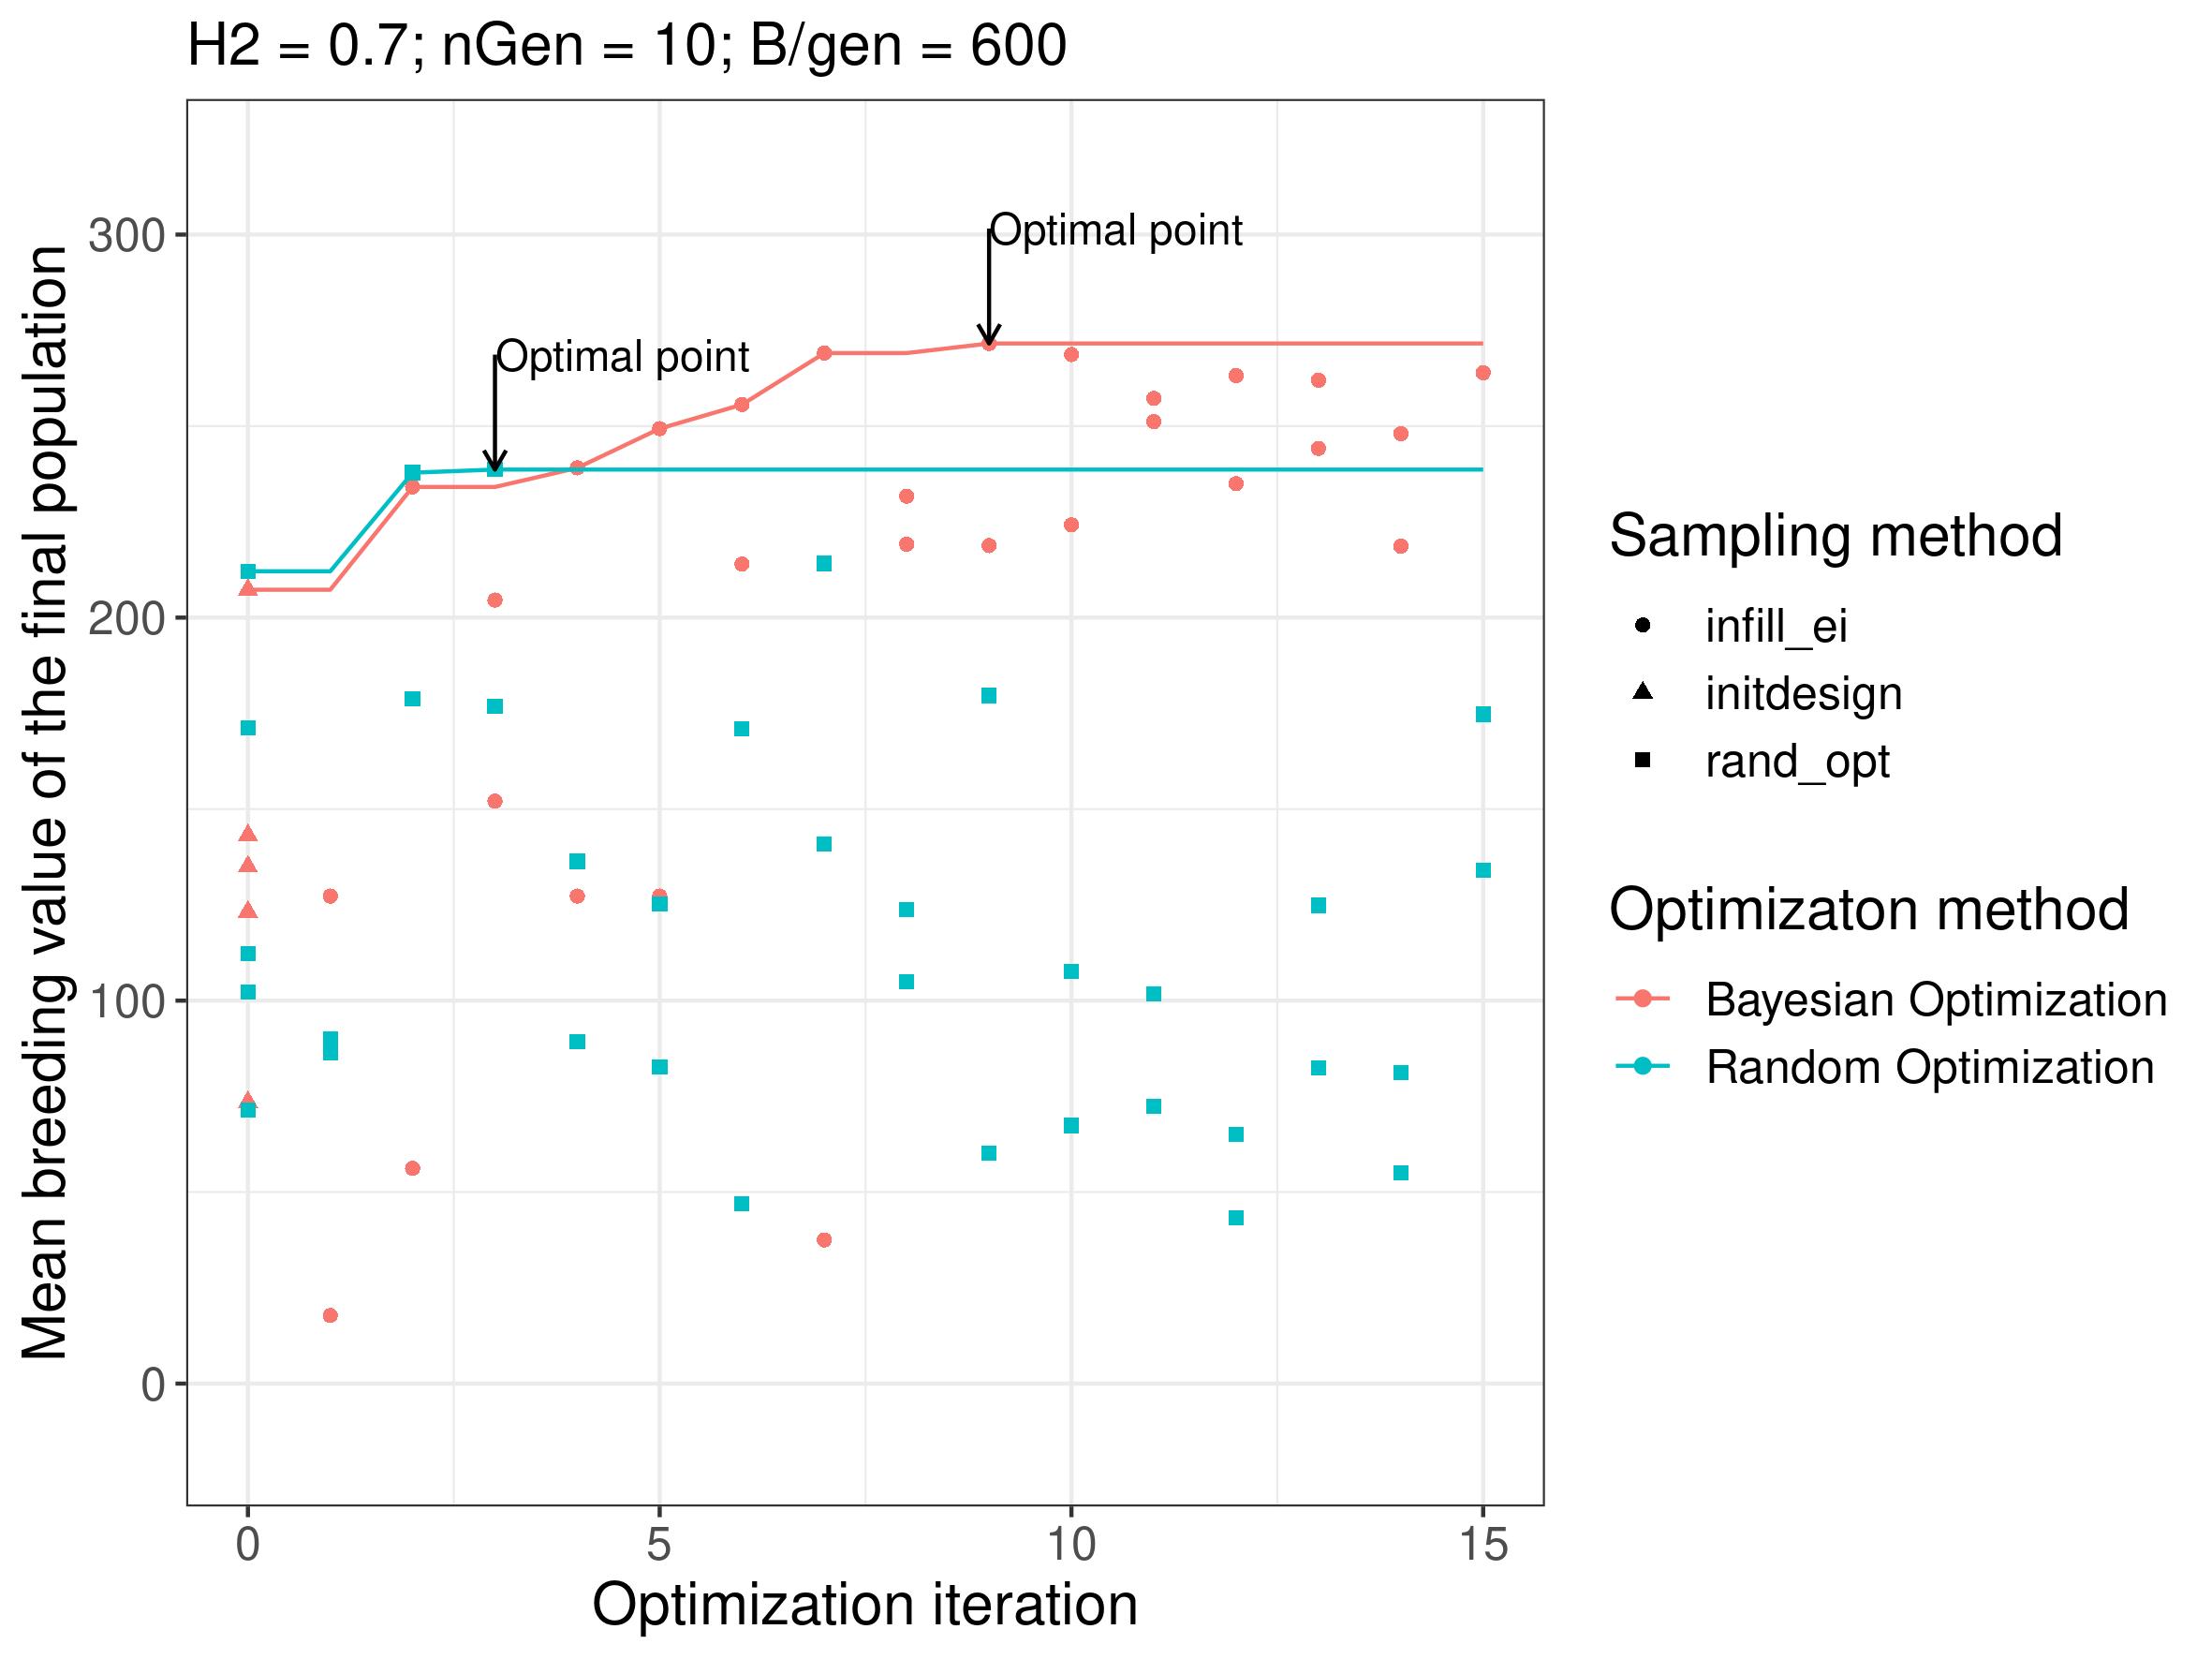 H2 = 0.7; nGen = 10; B/gen = 600
Mean breeding value of the final population
300
200
100
0
Optimal point
Optimal point
0 5 10 15
Optimization iteration
Sampling method
infill_ei
initdesign
rand_opt
Optimizaton method
Bayesian Optimization
Random Optimization